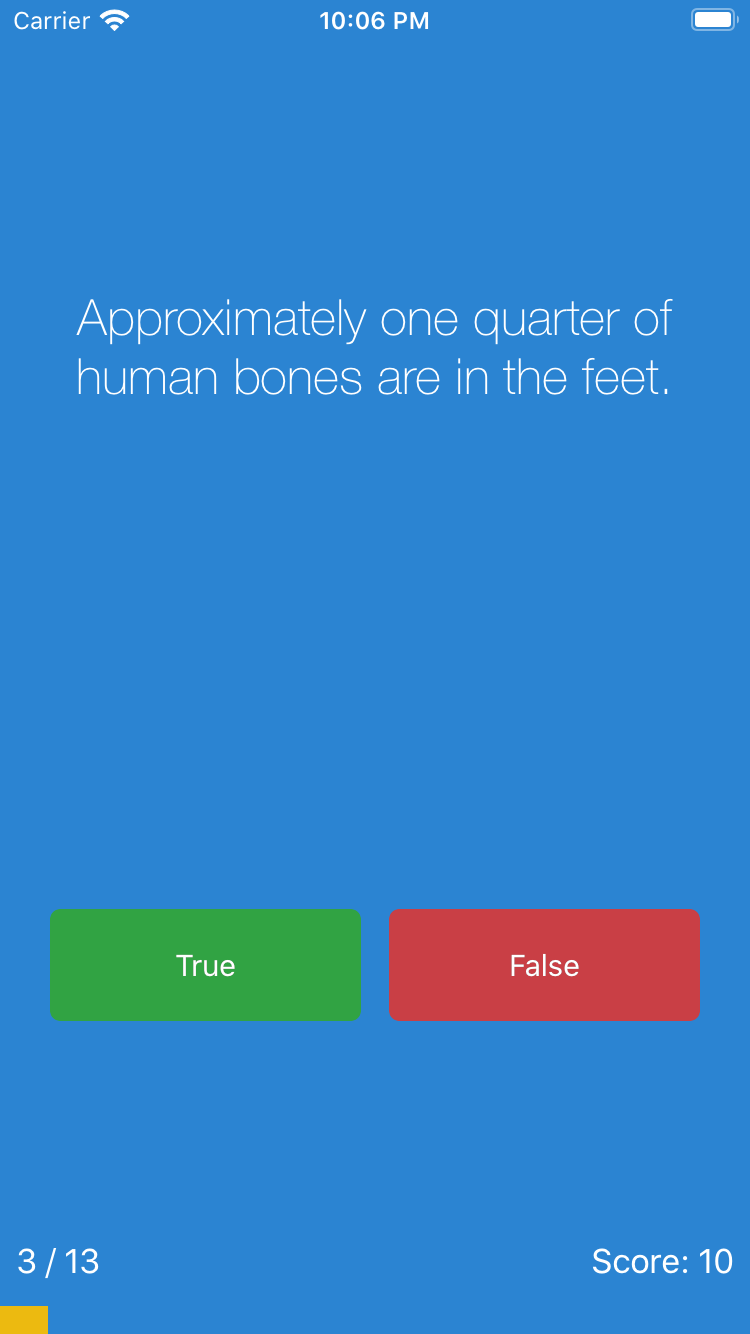 Carrier 10:06 PM
Approximately one quarter of
human bones are in the feet.
True False
3 / 13 Score: 10